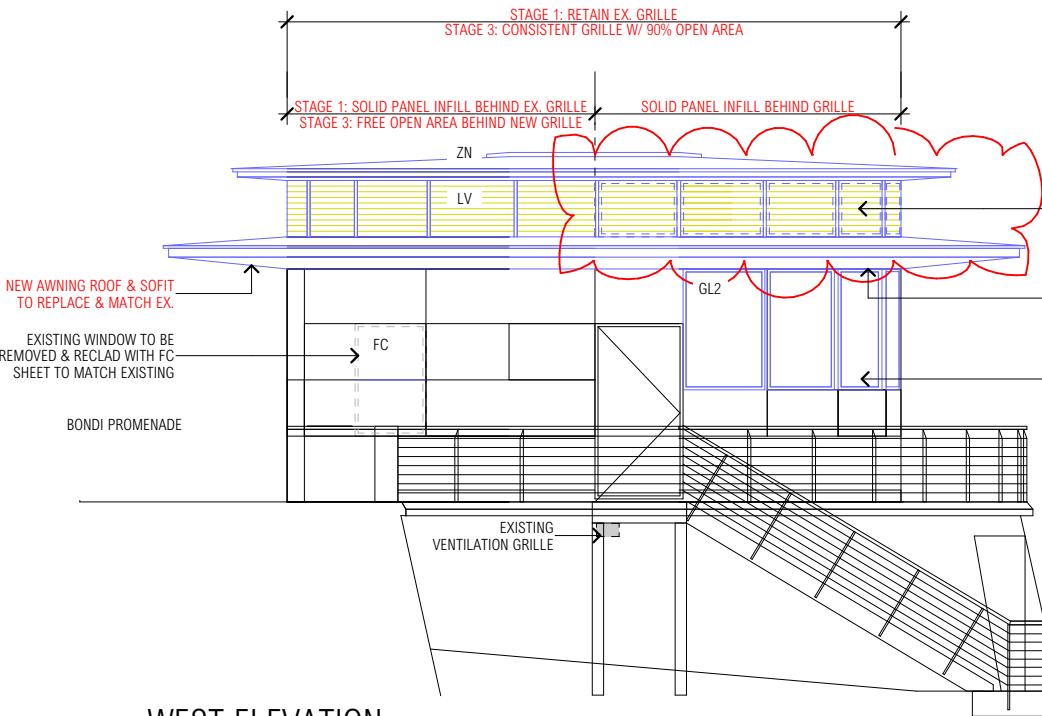 STAGE 1: RETAIN EX. GRILLE
STAGE 3: CONSISTENT GRILLE W/ 90% OPEN AREA
STAGE 1: SOLID PANEL INFILL BEHIND EX. GRILLE
STAGE 3: FREE OPEN AREA BEHIND NEW GRILLE
SOLID PANEL INFILL BEHIND GRILLE
ZN
LV
NEW AWNING ROOF & SOFIT
TO REPLACE & MATCH EX.
GL2
EXISTING WINDOW TO BE
REMOVED & RECLAD WITH FC
SHEET TO MATCH EXISTING
FC
BONDI PROMENADE
EXISTING
VENTILATION GRILLE
WEST ELEVATION